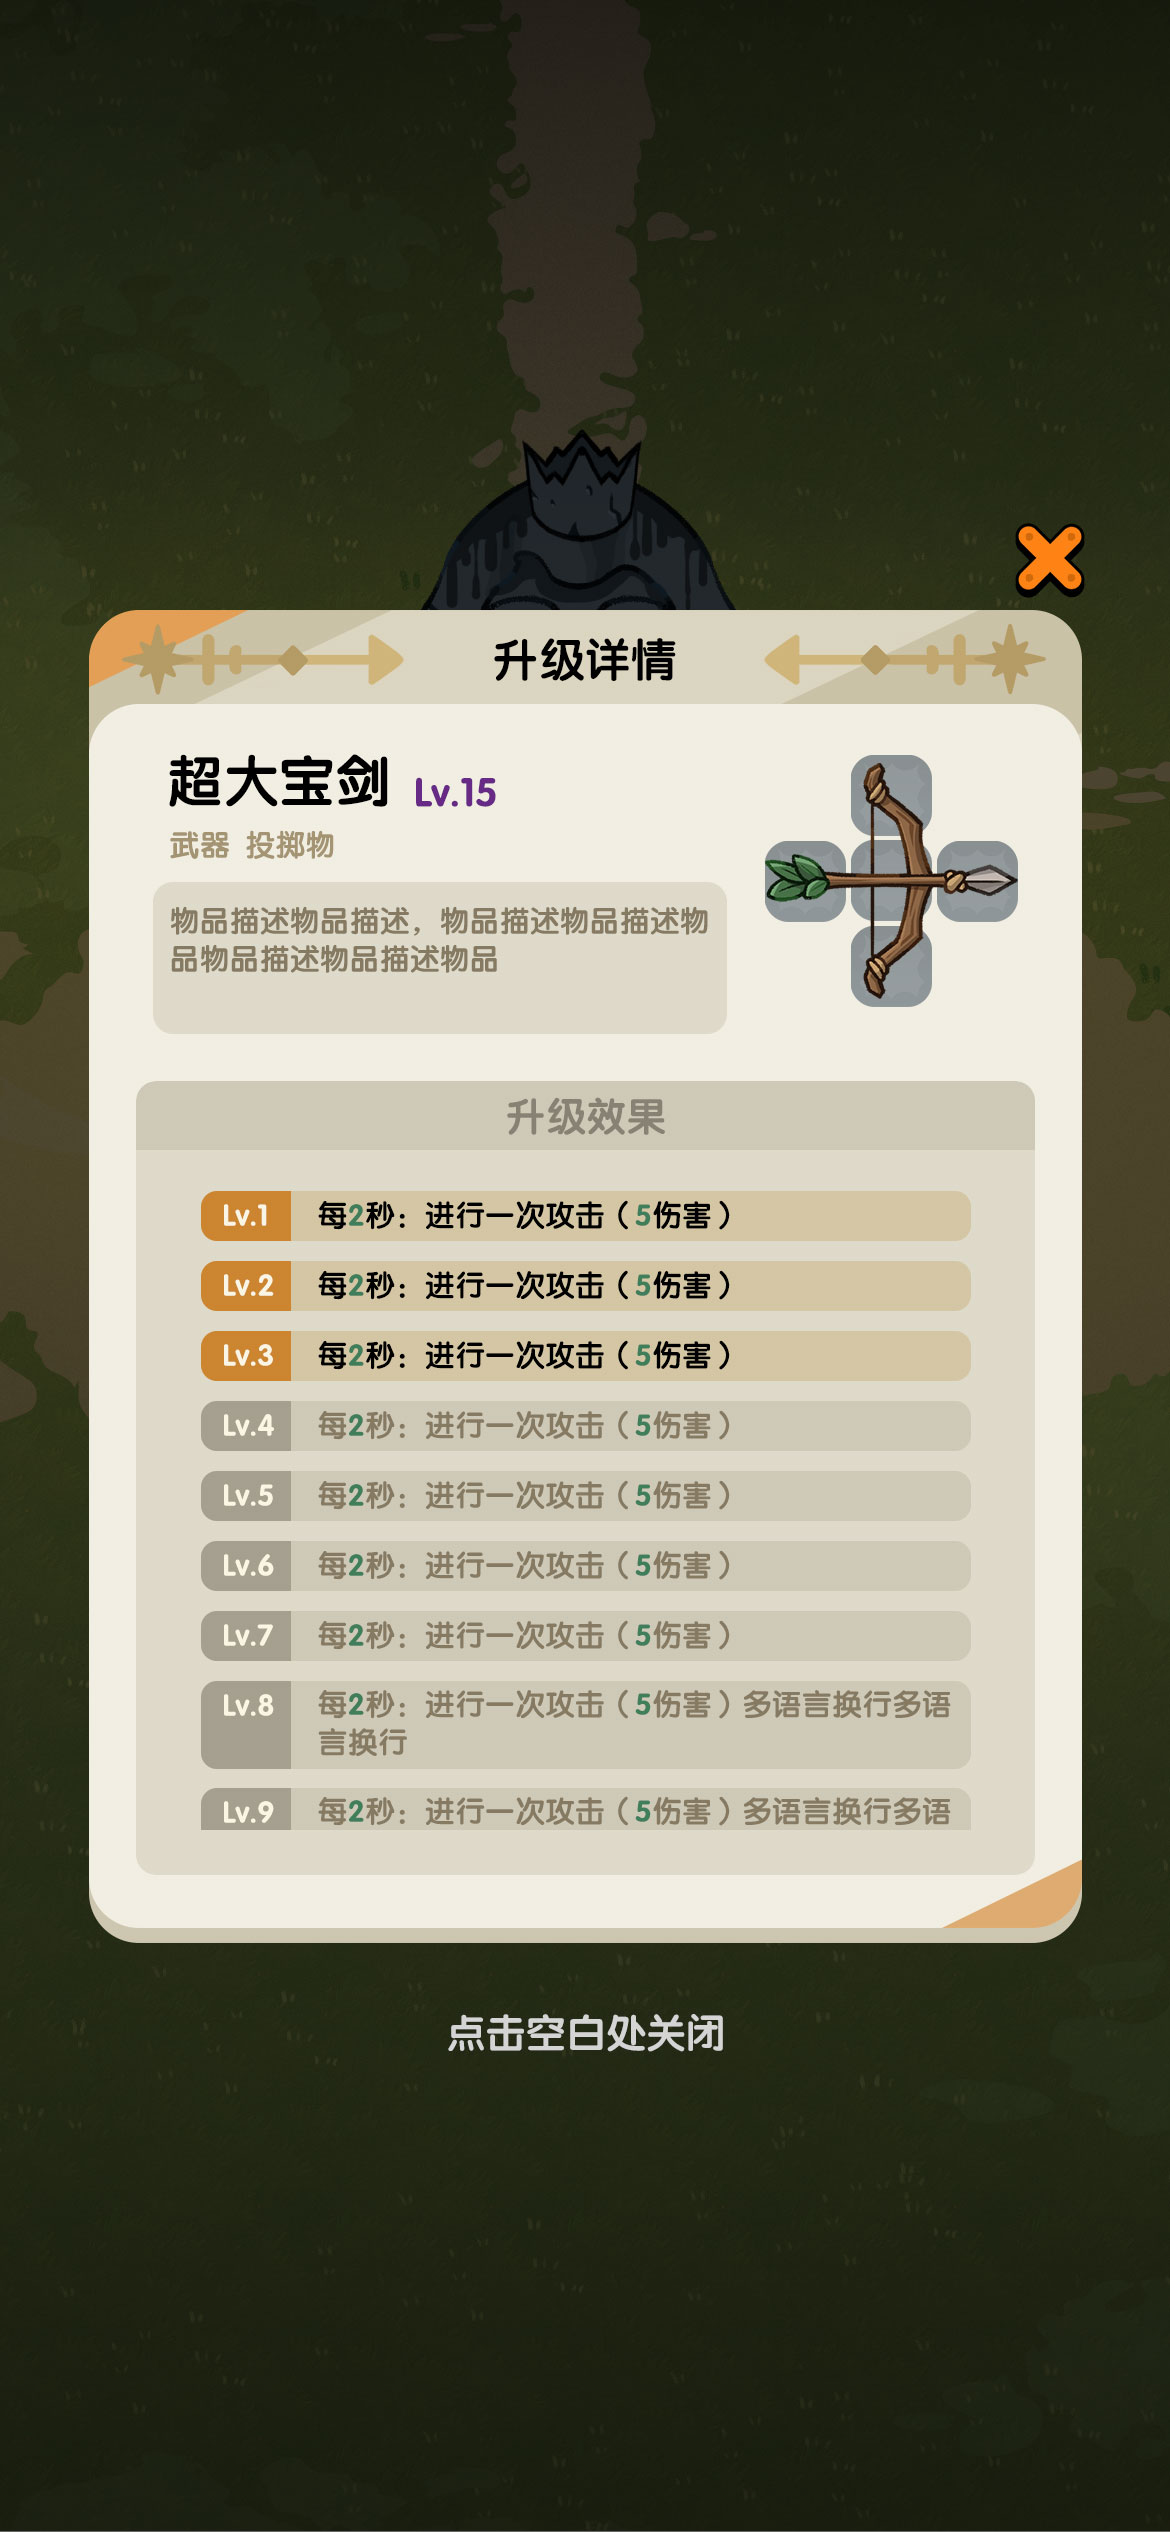 升级详情
超大宝剑 Lv.15
武器 投掷物
物品描述物品描述，物品描述物品描述物
品物品描述物品描述物品
升级效果
Lv.1 每2秒：进行一次攻击（5伤害）
Lv.2 每2秒：进行一次攻击（5伤害）
Lv.3 每2秒：进行一次攻击（5伤害）
Lv.4 每2秒：进行一次攻击（5伤害）
Lv.5 每2秒：进行一次攻击（5伤害）
Lv.6 每2秒：进行一次攻击（5伤害）
Lv.7 每2秒：进行一次攻击（5伤害）
Lv.8 每2秒：进行一次攻击（5伤害）多语言换行多语
言换行
Lv.9 每2秒：进行一次攻击（5伤害）多语言换行多语
点击空白处关闭